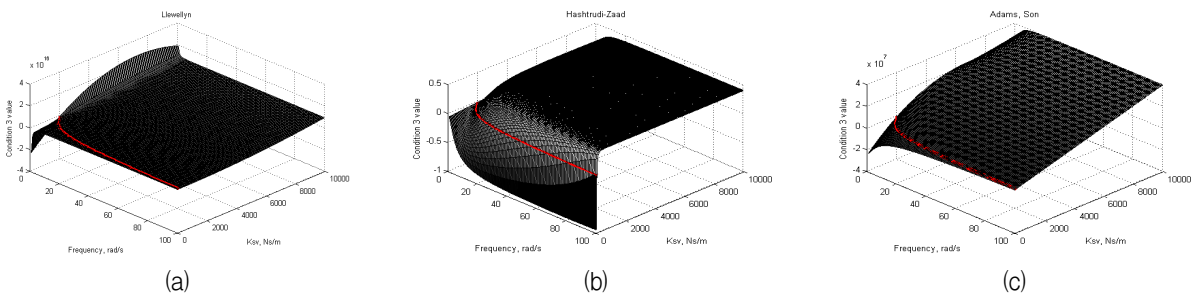 Llewellyn
x 10^16
4
2
0
-2
-4
Condition 3 value
0
20
40
60
80
100
Frequency, rad/s
0
2000
4000
6000
8000
10000
Ksv, Ns/m
(a)
Hashtrudi-Zaad
0.5
0
-0.5
-1
Condition 3 value
0
20
40
60
80
100
Frequency, rad/s
0
2000
4000
6000
8000
10000
Ksv, Ns/m
(b)
Adams, Son
x 10^7
4
2
0
-2
-4
Condition 3 value
0
20
40
60
80
100
Frequency, rad/s
0
2000
4000
6000
8000
10000
Ksv, Ns/m
(c)